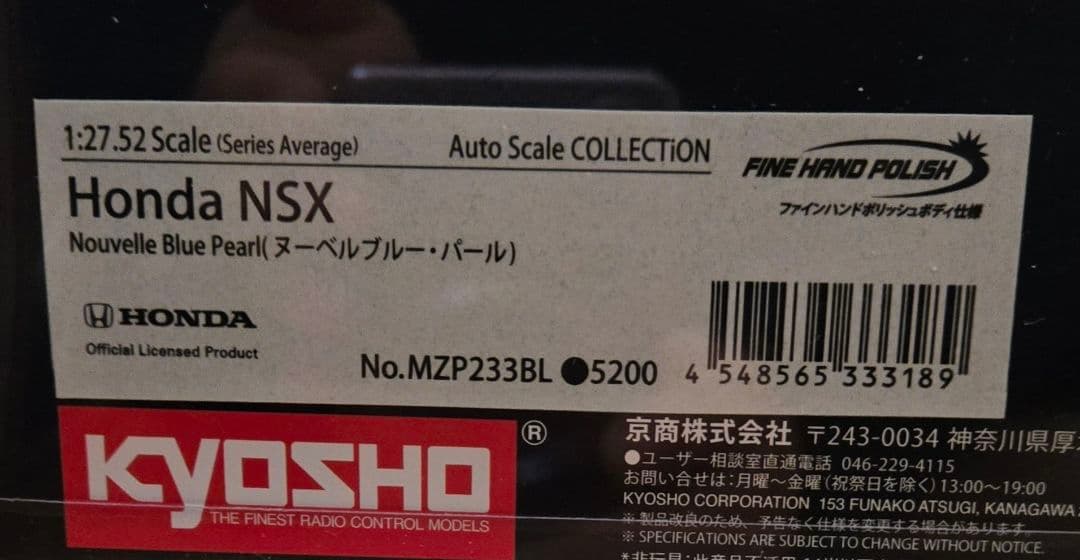 1:27.52 Scale (Series Average) Auto Scale COLLECTiON
FINE HAND POLISH
ファインハンドポリッシュボディ仕様
Honda NSX
Nouvelle Blue Pearl(ヌーベルブルー・パール)
HONDA
Official Licensed Product
No.MZP233BL ●5200
4 548565 333189
KYOSHO®
THE FINEST RADIO CONTROL MODELS
京商株式会社 〒243-0034 神奈川県厚
●ユーザー相談室直通電話 046-229-4115
お問い合せは:月曜~金曜(祝祭日を除く)13:00~19:00
KYOSHO CORPORATION 153 FUNAKO ATSUGI, KANAGAWA
※製品改良のため、予告なく仕様を変更する場合があります。
※ SPECIFICATIONS ARE SUBJECT TO CHANGE WITHOUT NOTICE.